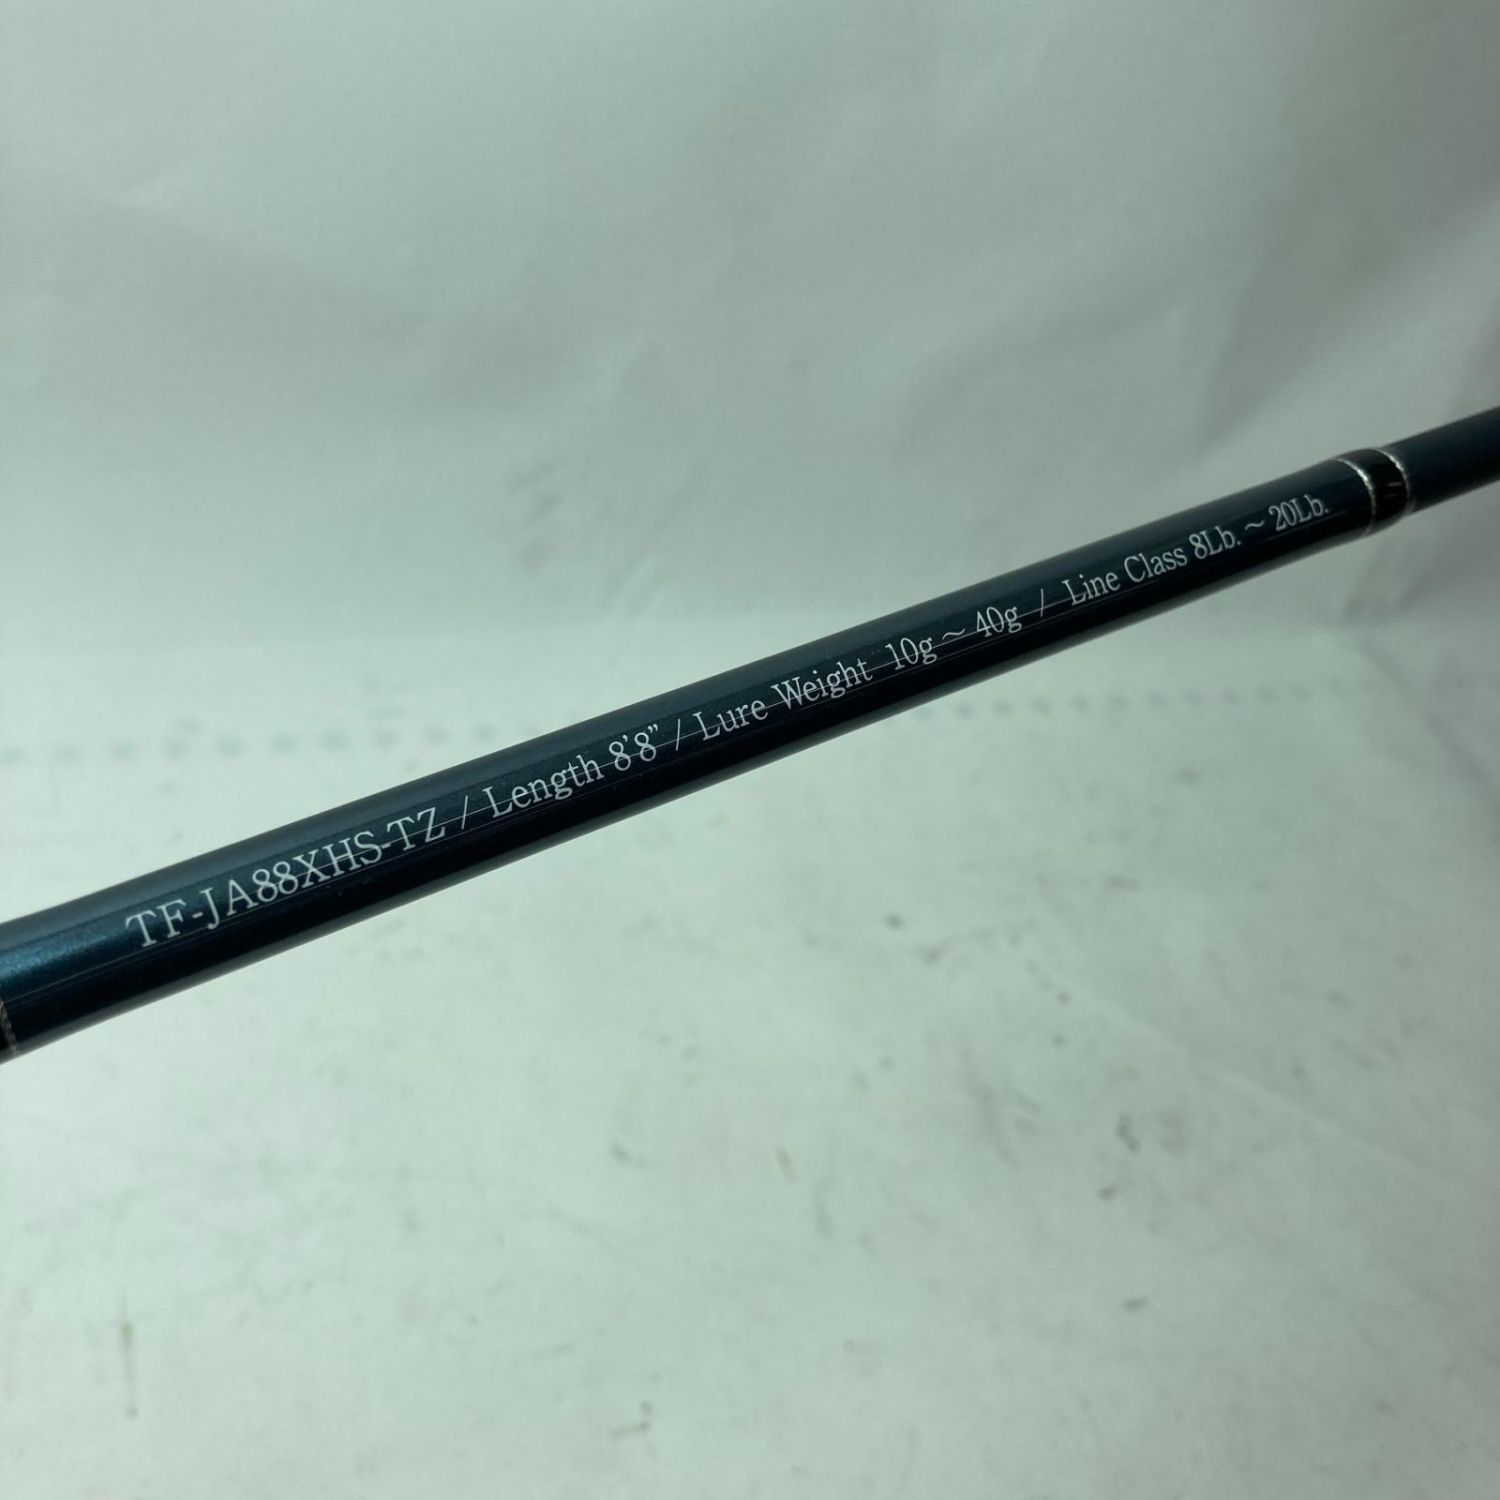 TF-JA88XHS-TZ / Length 8'8" / Lure Weight 10g ~ 40g / Line Class 8Lb. ~ 20Lb.